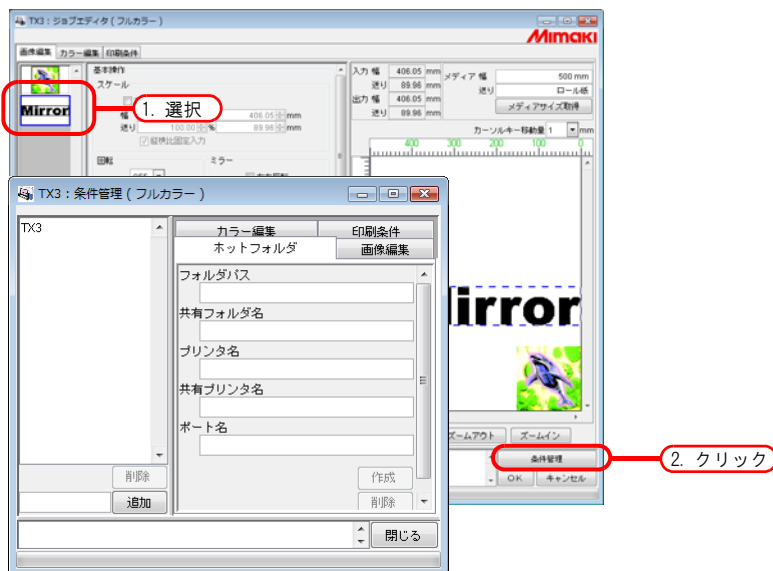 TX3：ジョブエディタ ( フルカラー )
Mimaki
画像編集 カラー編集 印刷条件
Mirror
1. 選択
基本操作
スケール
幅 406.05 mm
送り 100.00 % 89.96 mm
縦横比固定入力
回転 ミラー
OFF 左右反転
入力 幅 406.05 mm
送り 89.96 mm
出力 幅 406.05 mm
送り 89.96 mm
メディア 幅 500 mm
送り ロール紙
メディアサイズ取得
カーソルキー移動量 1 mm
400 300 200 100 0
irror
ズームアウト ズームイン
条件管理
OK キャンセル
2. クリック
TX3：条件管理 ( フルカラー )
TX3
カラー編集 印刷条件
ホットフォルダ 画像編集
フォルダパス
共有フォルダ名
プリンタ名
共有プリンタ名
ポート名
削除 作成
追加 削除
閉じる